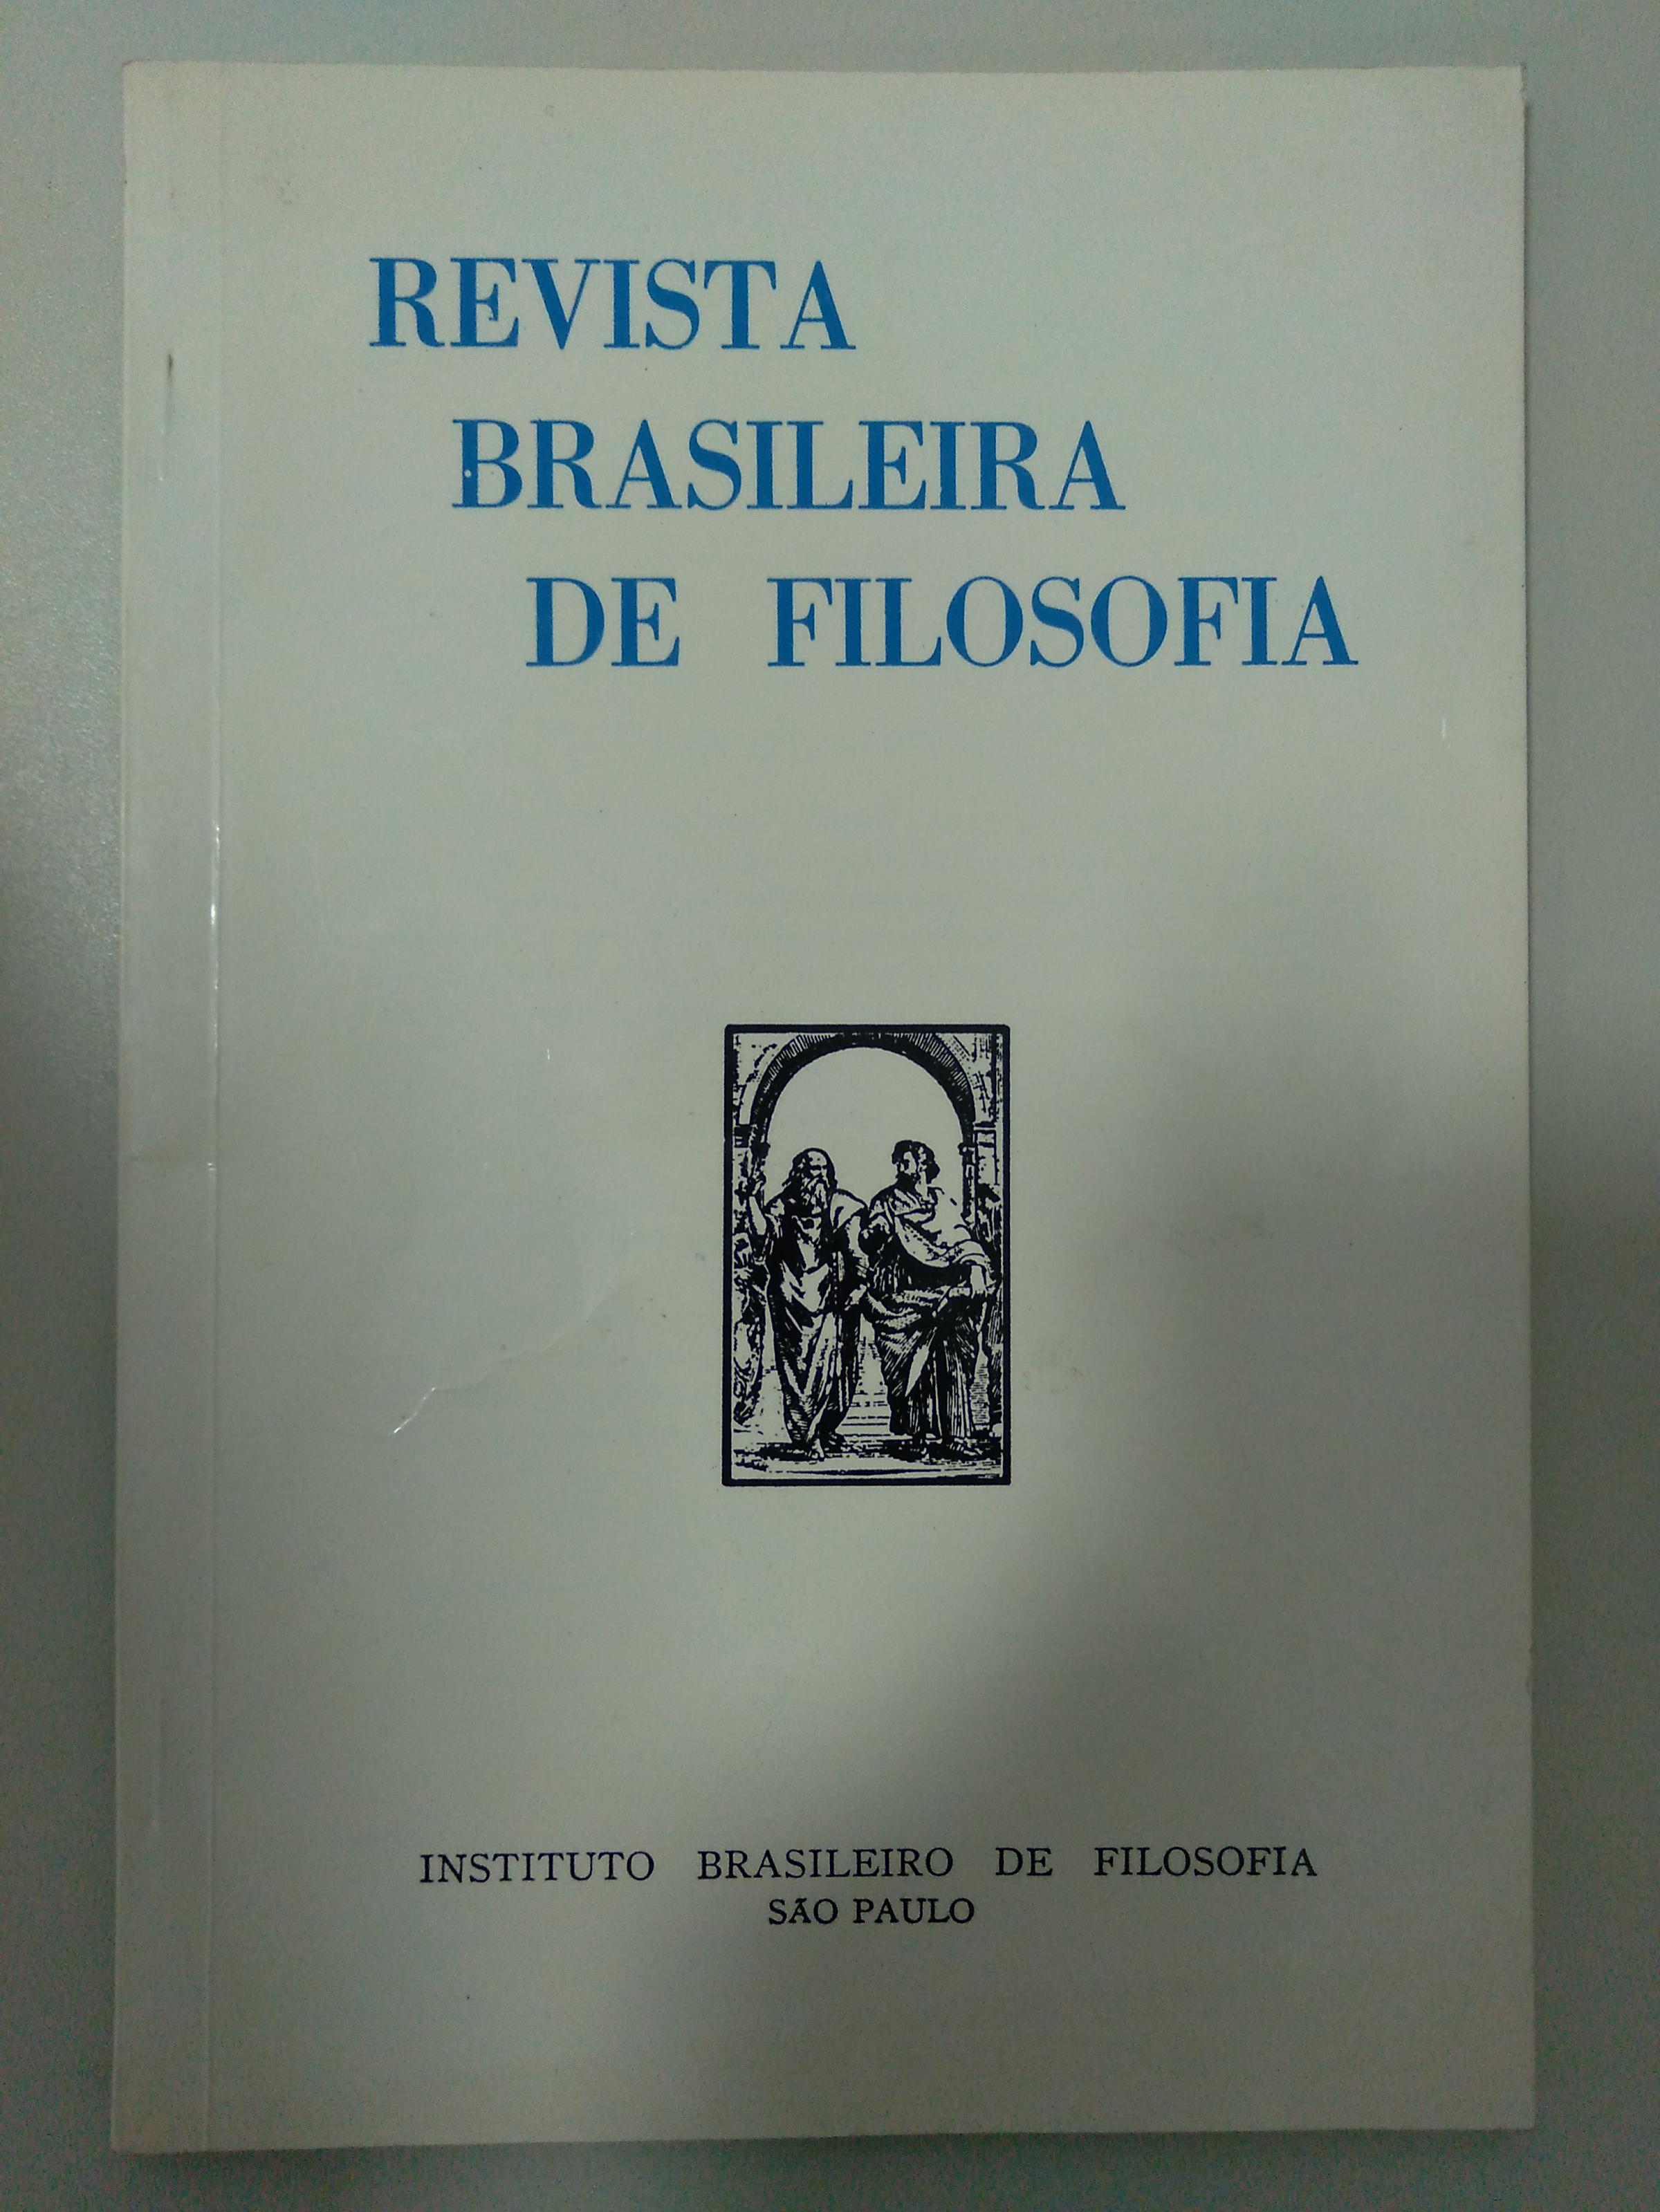 REVISTA
BRASILEIRA
DE FILOSOFIA
INSTITUTO BRASILEIRO DE FILOSOFIA
SÃO PAULO